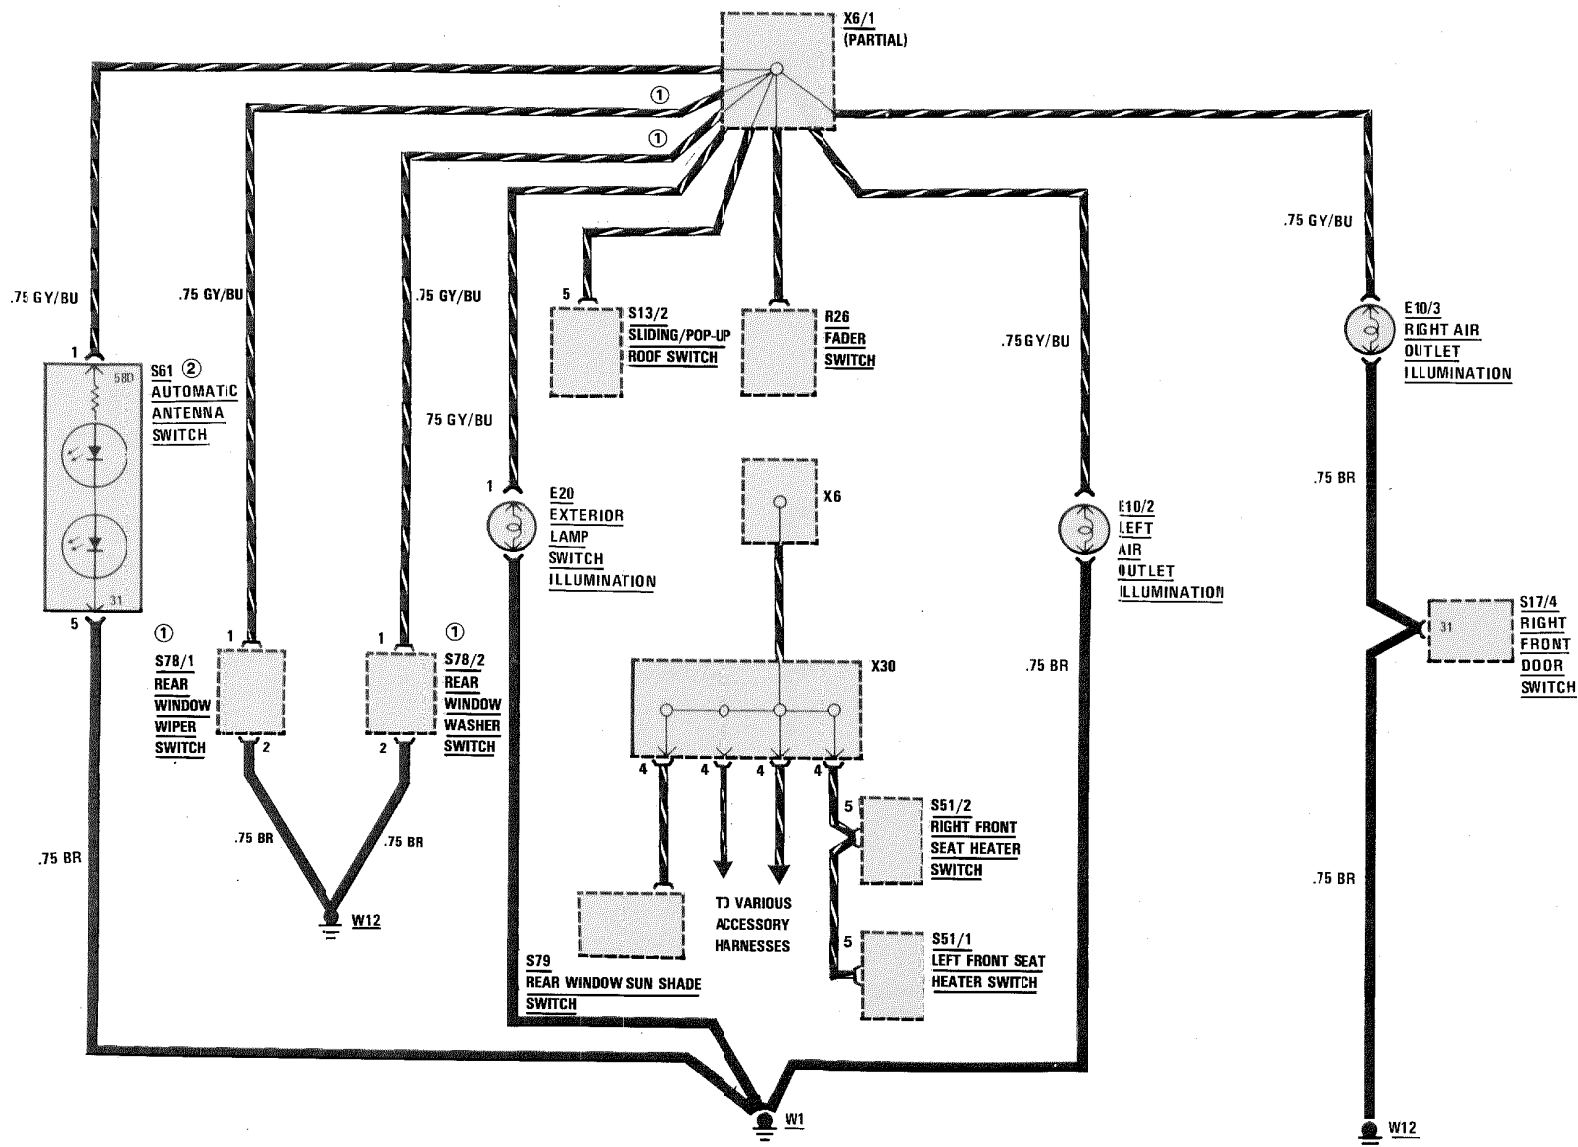 X6/1
(PARTIAL)
1
1
.75 GY/BU
.75 GY/BU
.75 GY/BU
.75 GY/BU
.75GY/BU
75 GY/BU
5
S13/2
SLIDING/POP-UP
ROOF SWITCH
R26
FADER
SWITCH
E10/3
RIGHT AIR
OUTLET
ILLUMINATION
1
58D
S61 2
AUTOMATIC
ANTENNA
SWITCH
31
5
.75 BR
1
E20
EXTERIOR
LAMP
SWITCH
ILLUMINATION
X6
E10/2
LEFT
AIR
OUTLET
ILLUMINATION
31
S17/4
RIGHT
FRONT
DOOR
SWITCH
1
S78/1
REAR
WINDOW
WIPER
SWITCH
1
2
1
2
1
S78/2
REAR
WINDOW
WASHER
SWITCH
X30
.75 BR
4
4
4
4
5
S51/2
RIGHT FRONT
SEAT HEATER
SWITCH
.75 BR
.75 BR
.75 BR
.75 BR
W12
TO VARIOUS
ACCESSORY
HARNESSES
5
S51/1
LEFT FRONT SEAT
HEATER SWITCH
S79
REAR WINDOW SUN SHADE
SWITCH
W1
W12